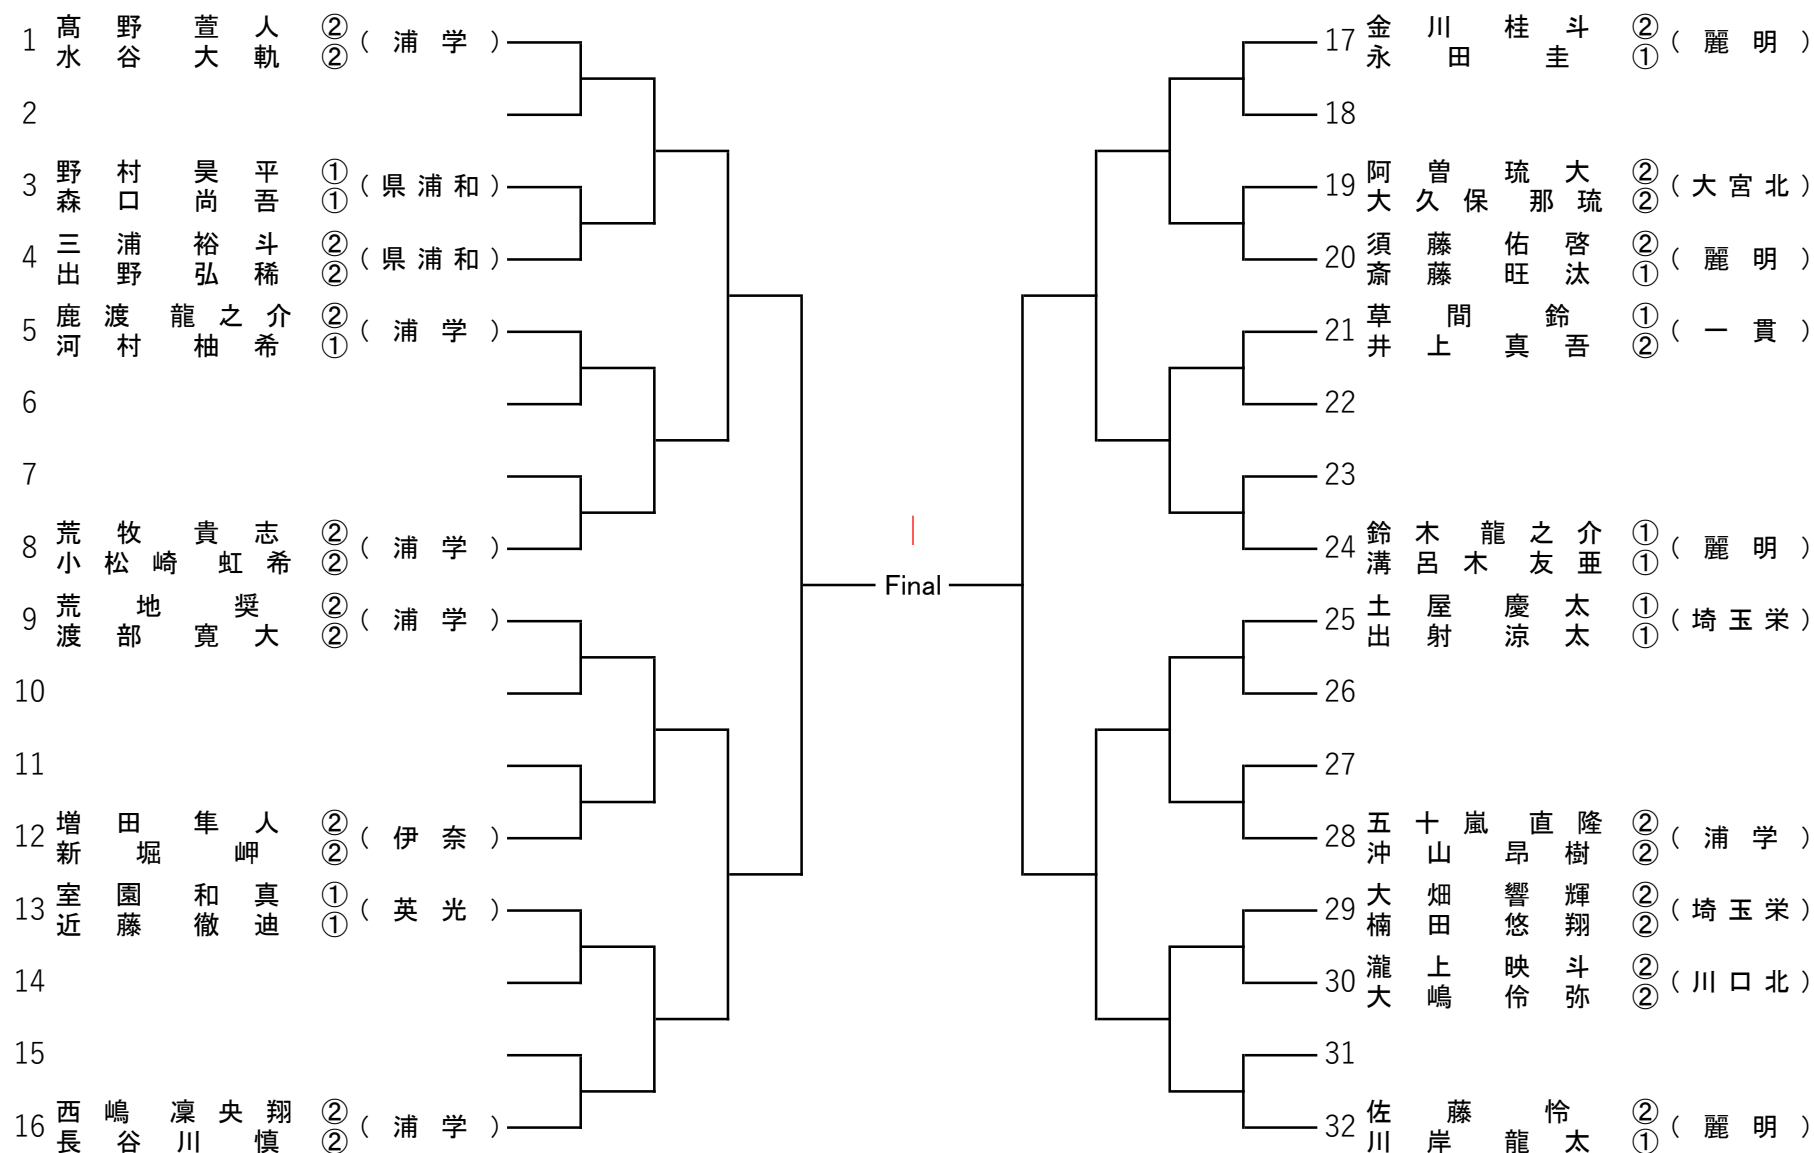 1 髙野 萱人 ② (浦学)
水谷 大軌 ②
2
3 野村 昊平 ① (県浦和)
森口 尚吾 ①
4 三浦 裕斗 ② (県浦和)
出野 弘稀 ②
5 鹿渡 龍之介 ② (浦学)
河村 柚希 ①
6
7
8 荒牧 貴志 ② (浦学)
小松崎 虹希 ②
9 荒地 奨 ② (浦学)
渡部 寛大 ②
10
11
12 増田 隼人 ② (伊奈)
新堀 岬 ②
13 室園 和真 ① (英光)
近藤 徹迪 ①
14
15
16 西嶋 凜央翔 ② (浦学)
長谷川 慎 ②
Final
17 金川 桂斗 ② (麗明)
永田 圭 ①
18
19 阿曽 琉大 ② (大宮北)
大久保 那琉 ②
20 須藤 佑啓 ② (麗明)
斎藤 旺汰 ①
21 草間 鈴 ① (一貫)
井上 真吾 ②
22
23
24 鈴木 龍之介 ① (麗明)
溝呂木 友亜 ①
25 土屋 慶太 ① (埼玉栄)
出射 涼太 ①
26
27
28 五十嵐 直隆 ② (浦学)
沖山 昂樹 ②
29 大畑 響輝 ② (埼玉栄)
楠田 悠翔 ②
30 瀧上 映斗 ② (川口北)
大嶋 伶弥 ②
31
32 佐藤 怜 ② (麗明)
川岸 龍太 ①